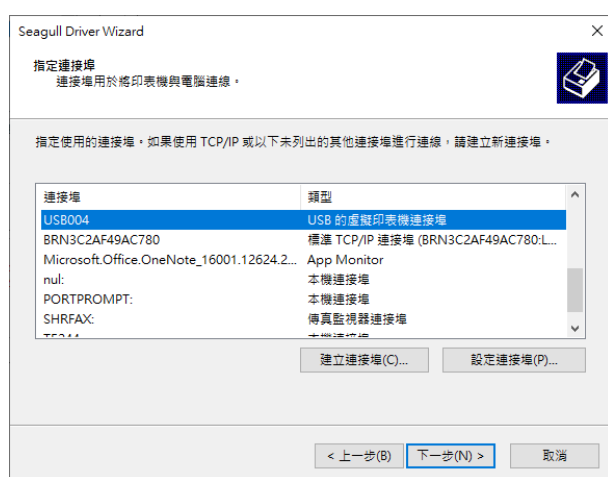 Seagull Driver Wizard
指定連接埠
連接埠用於將印表機與電腦連線。
指定使用的連接埠。如果使用 TCP/IP 或以下未列出的其他連接埠進行連線，請建立新連接埠。
連接埠 類型
USB004 USB 的虛擬印表機連接埠
BRN3C2AF49AC780 標準 TCP/IP 連接埠 (BRN3C2AF49AC780:L...
Microsoft.Office.OneNote_16001.12624.2... App Monitor
nul: 本機連接埠
PORTPROMPT: 本機連接埠
SHRFAX: 傳真監視器連接埠
建立連接埠(C)... 設定連接埠(P)...
< 上一步(B) 下一步(N) > 取消